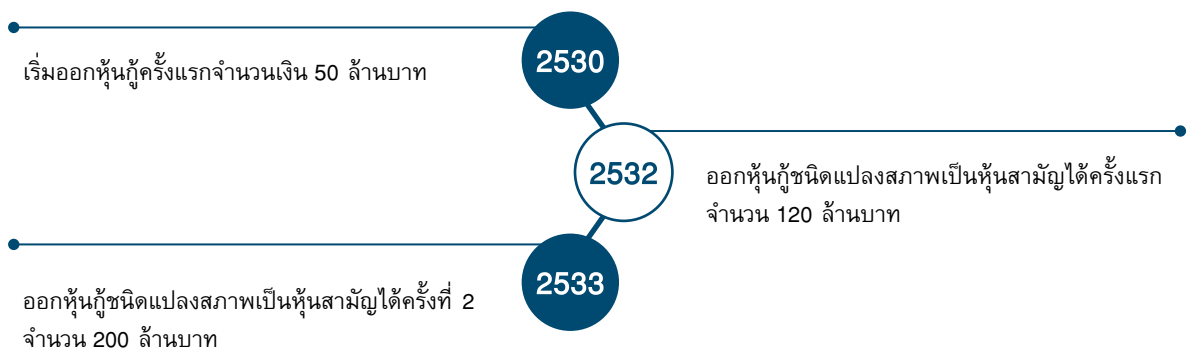 2530
เริ่มออกหุ้นกู้ครั้งแรกจำนวนเงิน 50 ล้านบาท
2532
ออกหุ้นกู้ชนิดแปลงสภาพเป็นหุ้นสามัญได้ครั้งแรก
จำนวน 120 ล้านบาท
2533
ออกหุ้นกู้ชนิดแปลงสภาพเป็นหุ้นสามัญได้ครั้งที่ 2
จำนวน 200 ล้านบาท